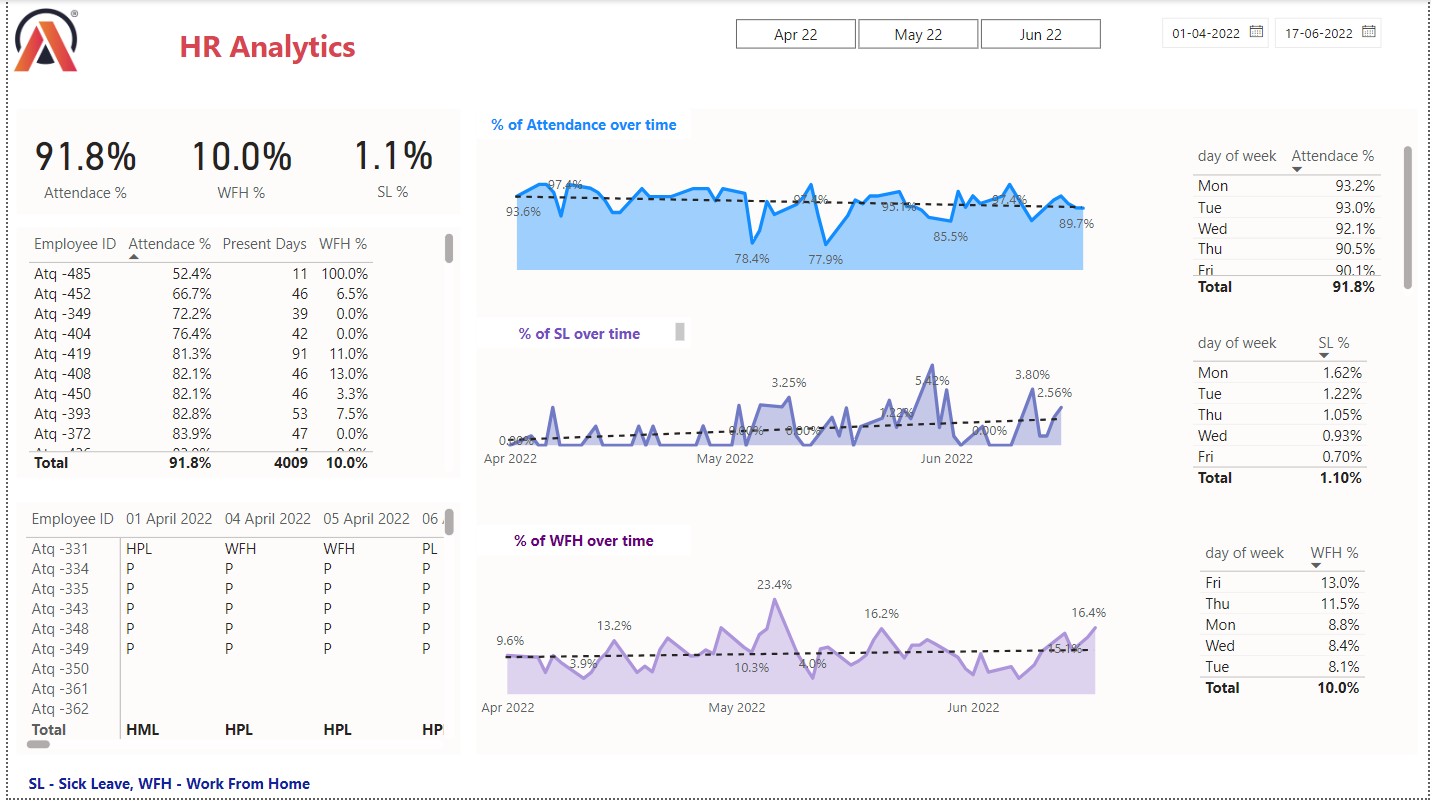 HR Analytics
Apr 22
May 22
Jun 22
01-04-2022
17-06-2022
91.8%
Attendace %
10.0%
WFH %
1.1%
SL %
Employee ID Attendace % Present Days WFH %
Atq -485 52.4% 11 100.0%
Atq -452 66.7% 46 6.5%
Atq -349 72.2% 39 0.0%
Atq -404 76.4% 42 0.0%
Atq -419 81.3% 91 11.0%
Atq -408 82.1% 46 13.0%
Atq -450 82.1% 46 3.3%
Atq -393 82.8% 53 7.5%
Atq -372 83.9% 47 0.0%
Total 91.8% 4009 10.0%
Employee ID 01 April 2022 04 April 2022 05 April 2022 06
Atq -331 HPL WFH WFH PL
Atq -334 P P P P
Atq -335 P P P P
Atq -343 P P P P
Atq -348 P P P P
Atq -349 P P P P
Atq -350
Atq -361
Atq -362
Total HML HPL HPL HP
% of Attendance over time
97.4%
93.6%
78.4%
77.9%
95.1%
85.5%
97.4%
89.7%
% of SL over time
0.00%
0.00%
3.25%
0.00%
1.22%
5.42%
0.00%
3.80%
2.56%
Apr 2022 May 2022 Jun 2022
% of WFH over time
9.6%
3.9%
13.2%
10.3%
23.4%
4.0%
16.2%
15.1%
16.4%
Apr 2022 May 2022 Jun 2022
day of week Attendace %
Mon 93.2%
Tue 93.0%
Wed 92.1%
Thu 90.5%
Fri 90.1%
Total 91.8%
day of week SL %
Mon 1.62%
Tue 1.22%
Thu 1.05%
Wed 0.93%
Fri 0.70%
Total 1.10%
day of week WFH %
Fri 13.0%
Thu 11.5%
Mon 8.8%
Wed 8.4%
Tue 8.1%
Total 10.0%
SL - Sick Leave, WFH - Work From Home